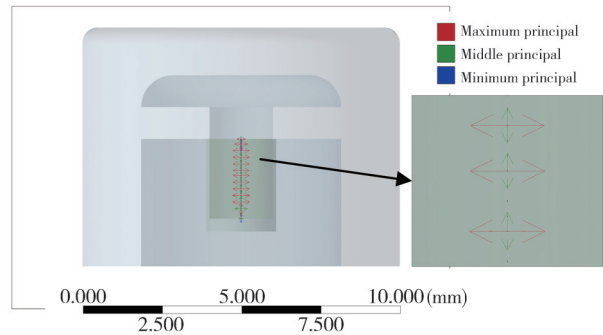 Maximum principal
Middle principal
Minimum principal
0.000 5.000 10.000 (mm)
2.500 7.500